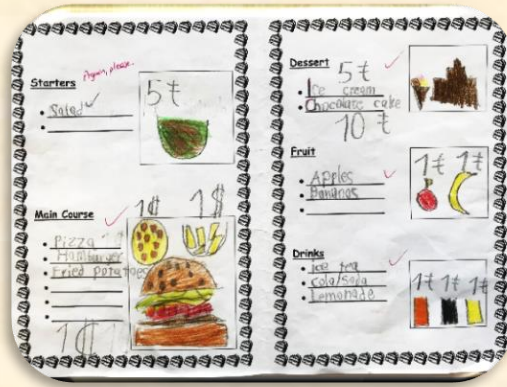 Starters
Again, please.
Salad
5 ₺
Main Course
1 ₺
1 $
Pizza
Hamburger
Fried potatoes
1 ₺
Dessert
5 ₺
Ice cream
Chocolate cake
10 ₺
Fruit
Apples
Bananas
1 ₺ 1 ₺
Drinks
Ice tea
cola/soda
Lemonade
1 ₺ 1 ₺ 1 ₺